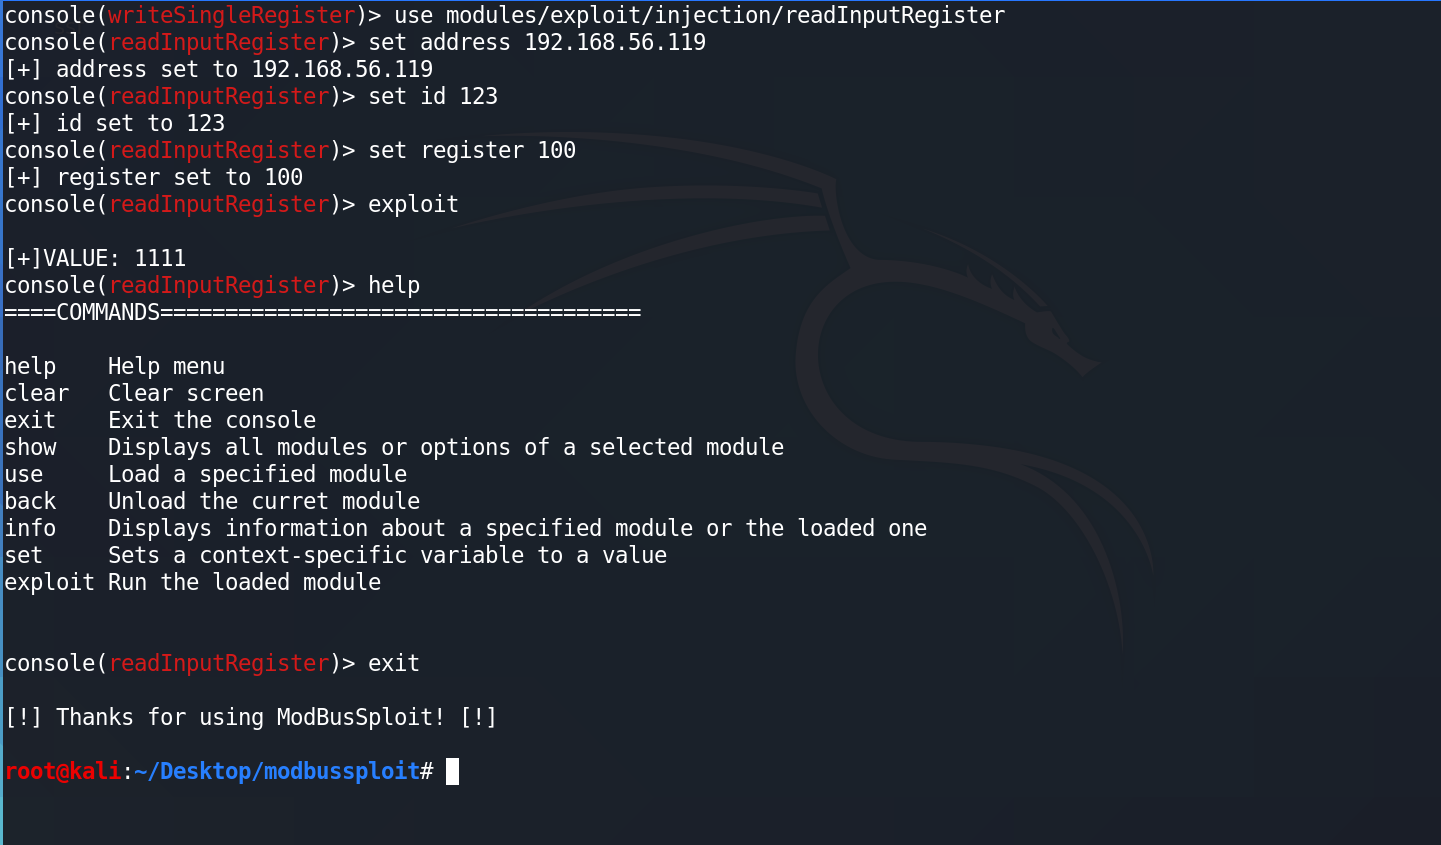 console(writeSingleRegister)> use modules/exploit/injection/readInputRegister
console(readInputRegister)> set address 192.168.56.119
[+] address set to 192.168.56.119
console(readInputRegister)> set id 123
[+] id set to 123
console(readInputRegister)> set register 100
[+] register set to 100
console(readInputRegister)> exploit
[+]VALUE: 1111
console(readInputRegister)> help
====COMMANDS=====================================
help    Help menu
clear   Clear screen
exit    Exit the console
show    Displays all modules or options of a selected module
use     Load a specified module
back    Unload the curret module
info    Displays information about a specified module or the loaded one
set     Sets a context-specific variable to a value
exploit Run the loaded module
console(readInputRegister)> exit
[!] Thanks for using ModBusSploit! [!]
root@kali:~/Desktop/modbussploit#